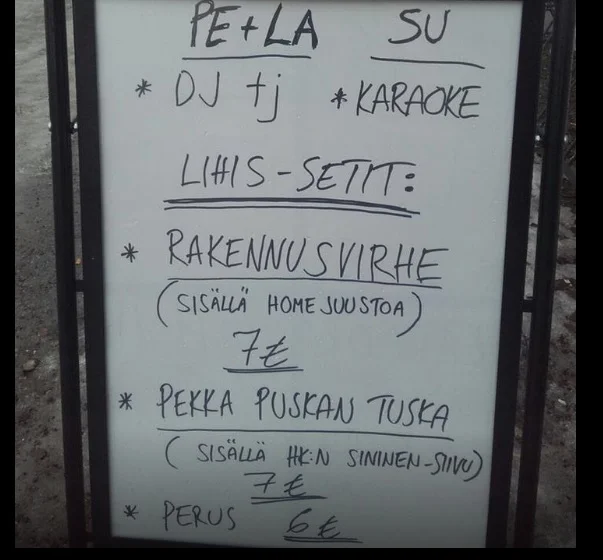 PE+LA SU
* DJ tj * KARAOKE
LIHIS-SETIT:
* RAKENNUSVIRHE
(SISÄLLÄ HOMEJUUSTOA)
7€
* PEKKA PUSKAN TUSKA
(SISÄLLÄ HK:N SININEN-SIIVU)
7€
* PERUS 6€